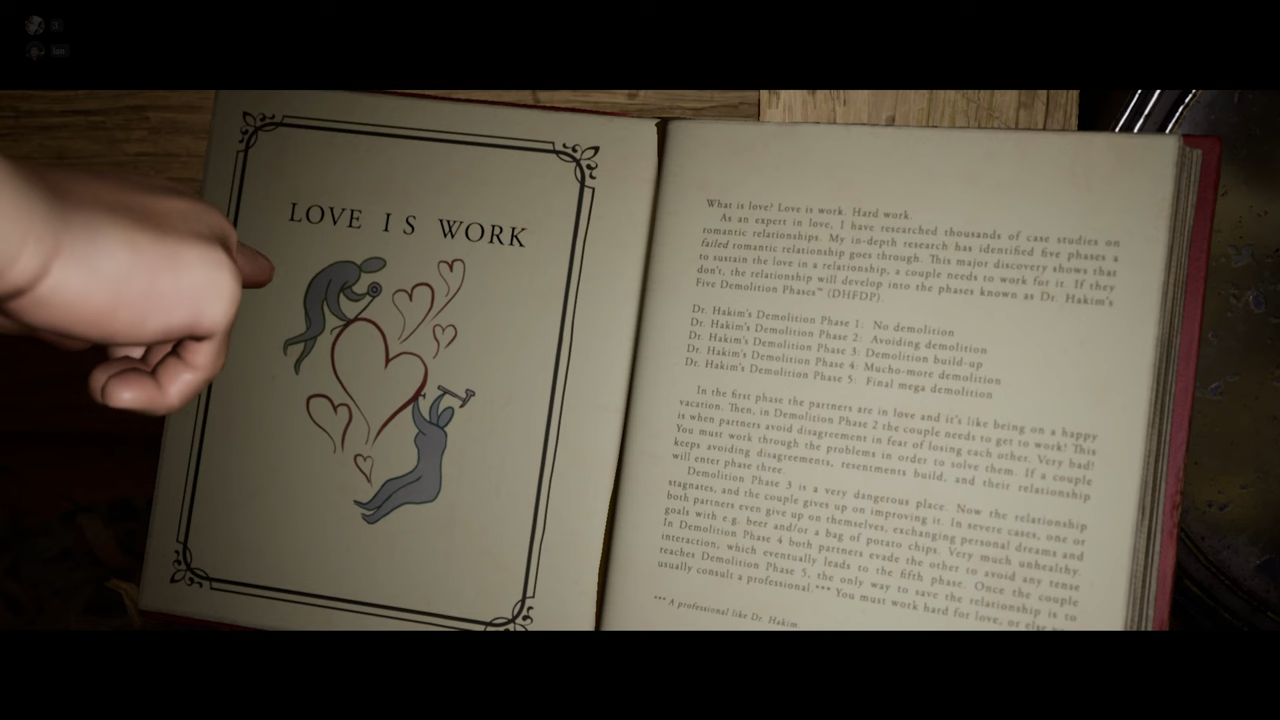 3
Ian
LOVE IS WORK
What is love? Love is work. Hard work.
As an expert in love, I have researched thousands of case studies on
romantic relationships. My in-depth research has identified five phases a
failed romantic relationship goes through. This major discovery shows that
to sustain the love in a relationship, a couple needs to work for it. If they
don't, the relationship will develop into the phases known as Dr. Hakim's
Five Demolition Phases™ (DHFDP).
Dr. Hakim's Demolition Phase 1: No demolition
Dr. Hakim's Demolition Phase 2: Avoiding demolition
Dr. Hakim's Demolition Phase 3: Demolition build-up
Dr. Hakim's Demolition Phase 4: Mucho-more demolition
Dr. Hakim's Demolition Phase 5: Final mega demolition
In the first phase the partners are in love and it's like being on a happy
vacation. Then, in Demolition Phase 2 the couple needs to get to work! This
is when partners avoid disagreement in fear of losing each other. Very bad!
You must work through the problems in order to solve them. If a couple
keeps avoiding disagreements, resentments build, and their relationship
will enter phase three.
Demolition Phase 3 is a very dangerous place. Now the relationship
stagnates, and the couple gives up on improving it. In severe cases, one or
both partners even give up on themselves, exchanging personal dreams and
goals with e.g. beer and/or a bag of potato chips. Very much unhealthy.
In Demolition Phase 4 both partners evade the other to avoid any tense
interaction, which eventually leads to the fifth phase. Once the couple
reaches Demolition Phase 5, the only way to save the relationship is to
usually consult a professional.*** You must work hard for love, or else
*** A professional like Dr. Hakim.